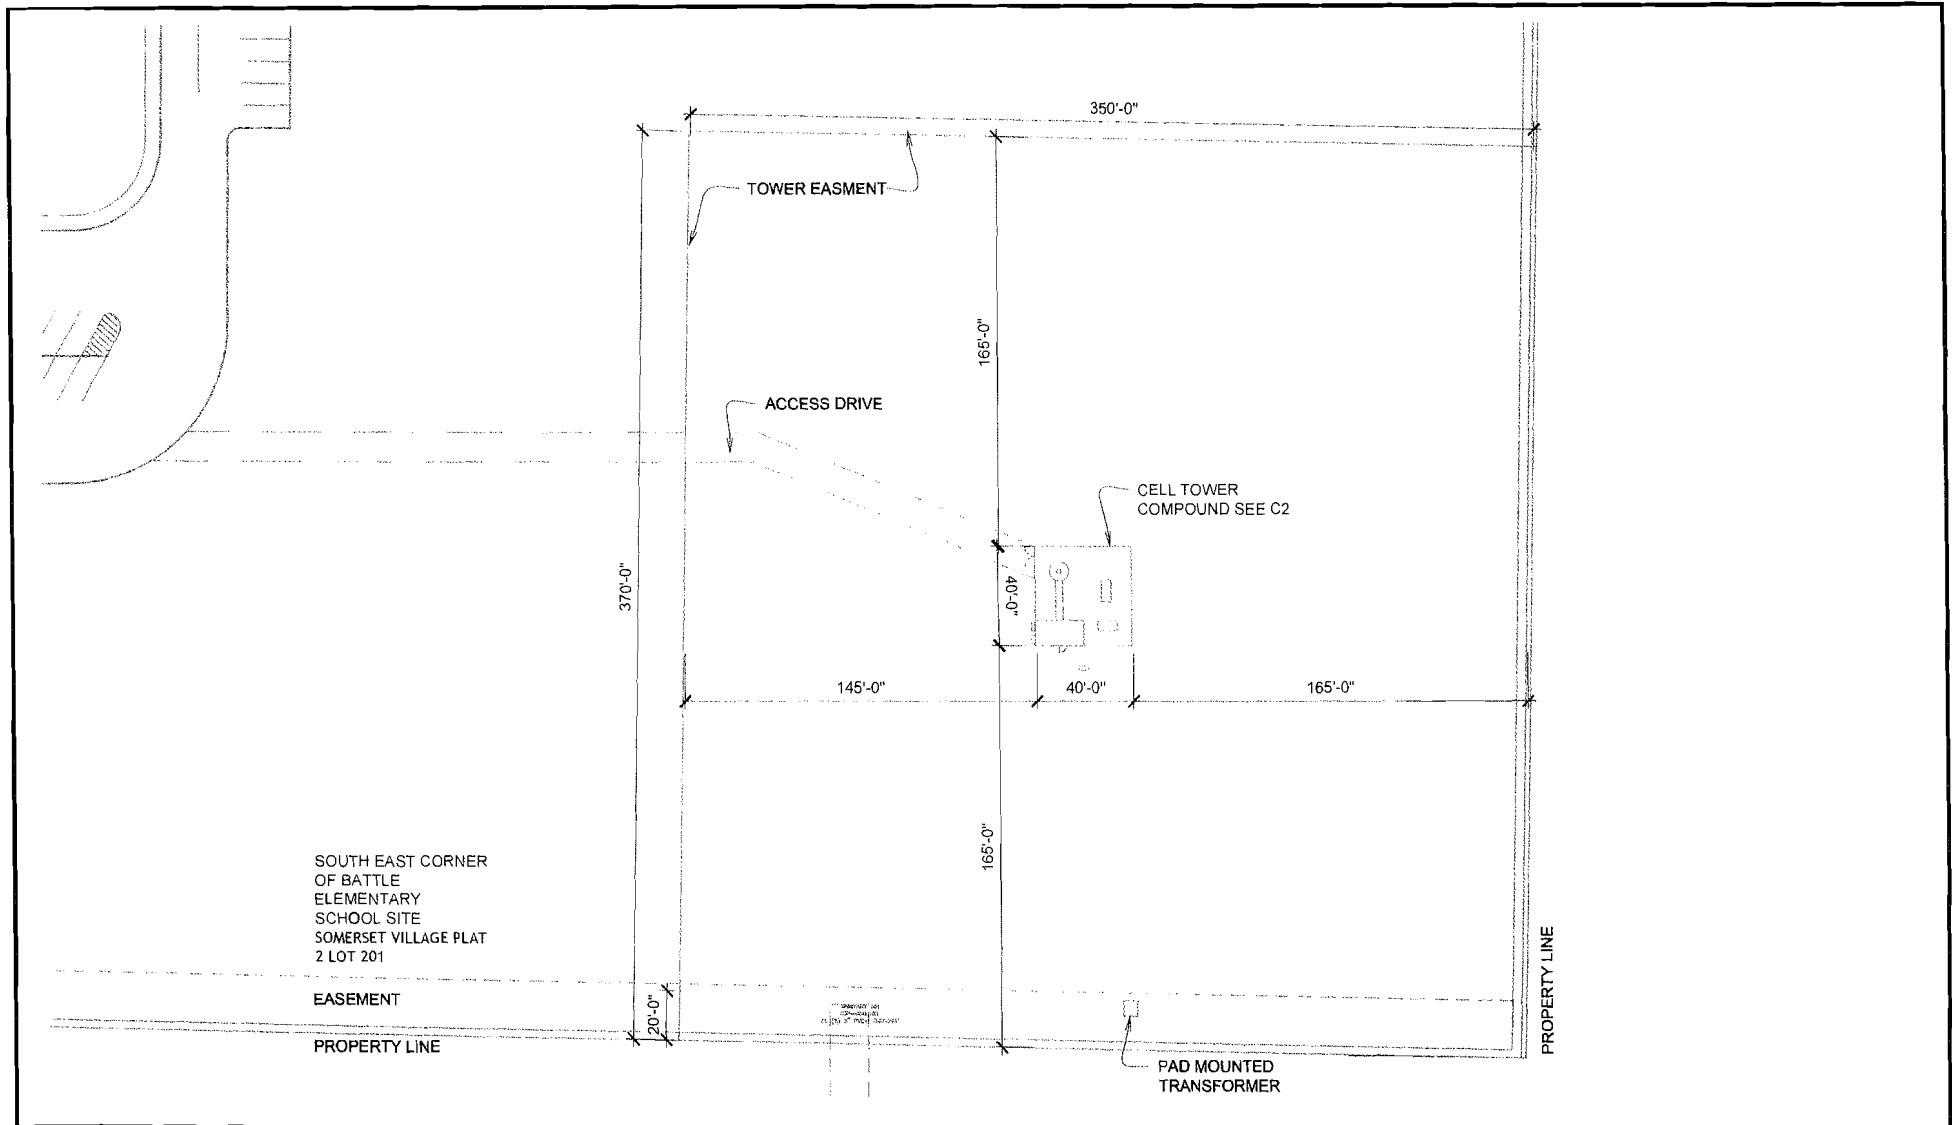 350'-0"
TOWER EASMENT
165'-0"
ACCESS DRIVE
CELL TOWER
COMPOUND SEE C2
370'-0"
40'-0"
145'-0"
40'-0"
165'-0"
165'-0"
SOUTH EAST CORNER
OF BATTLE
ELEMENTARY
SCHOOL SITE
SOMERSET VILLAGE PLAT
2 LOT 201
EASEMENT
20'-0"
PROPERTY LINE
PROPERTY LINE
PAD MOUNTED
TRANSFORMER